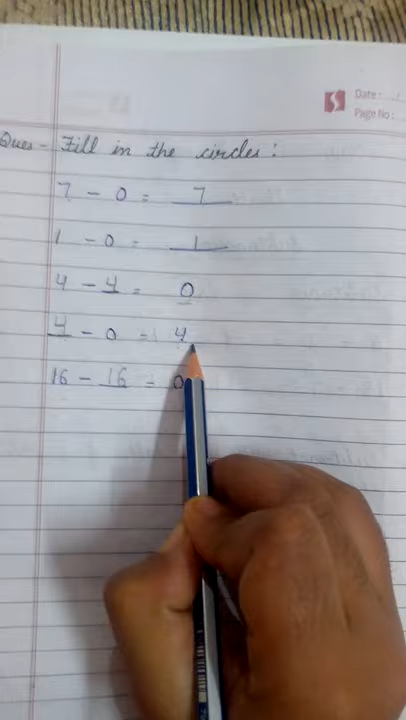 Date:
Page No:
Ques - Fill in the circles:
7 - 0 = 7
1 - 0 = 1
4 - 4 = 0
4 - 0 = 4
16 - 16 = 0